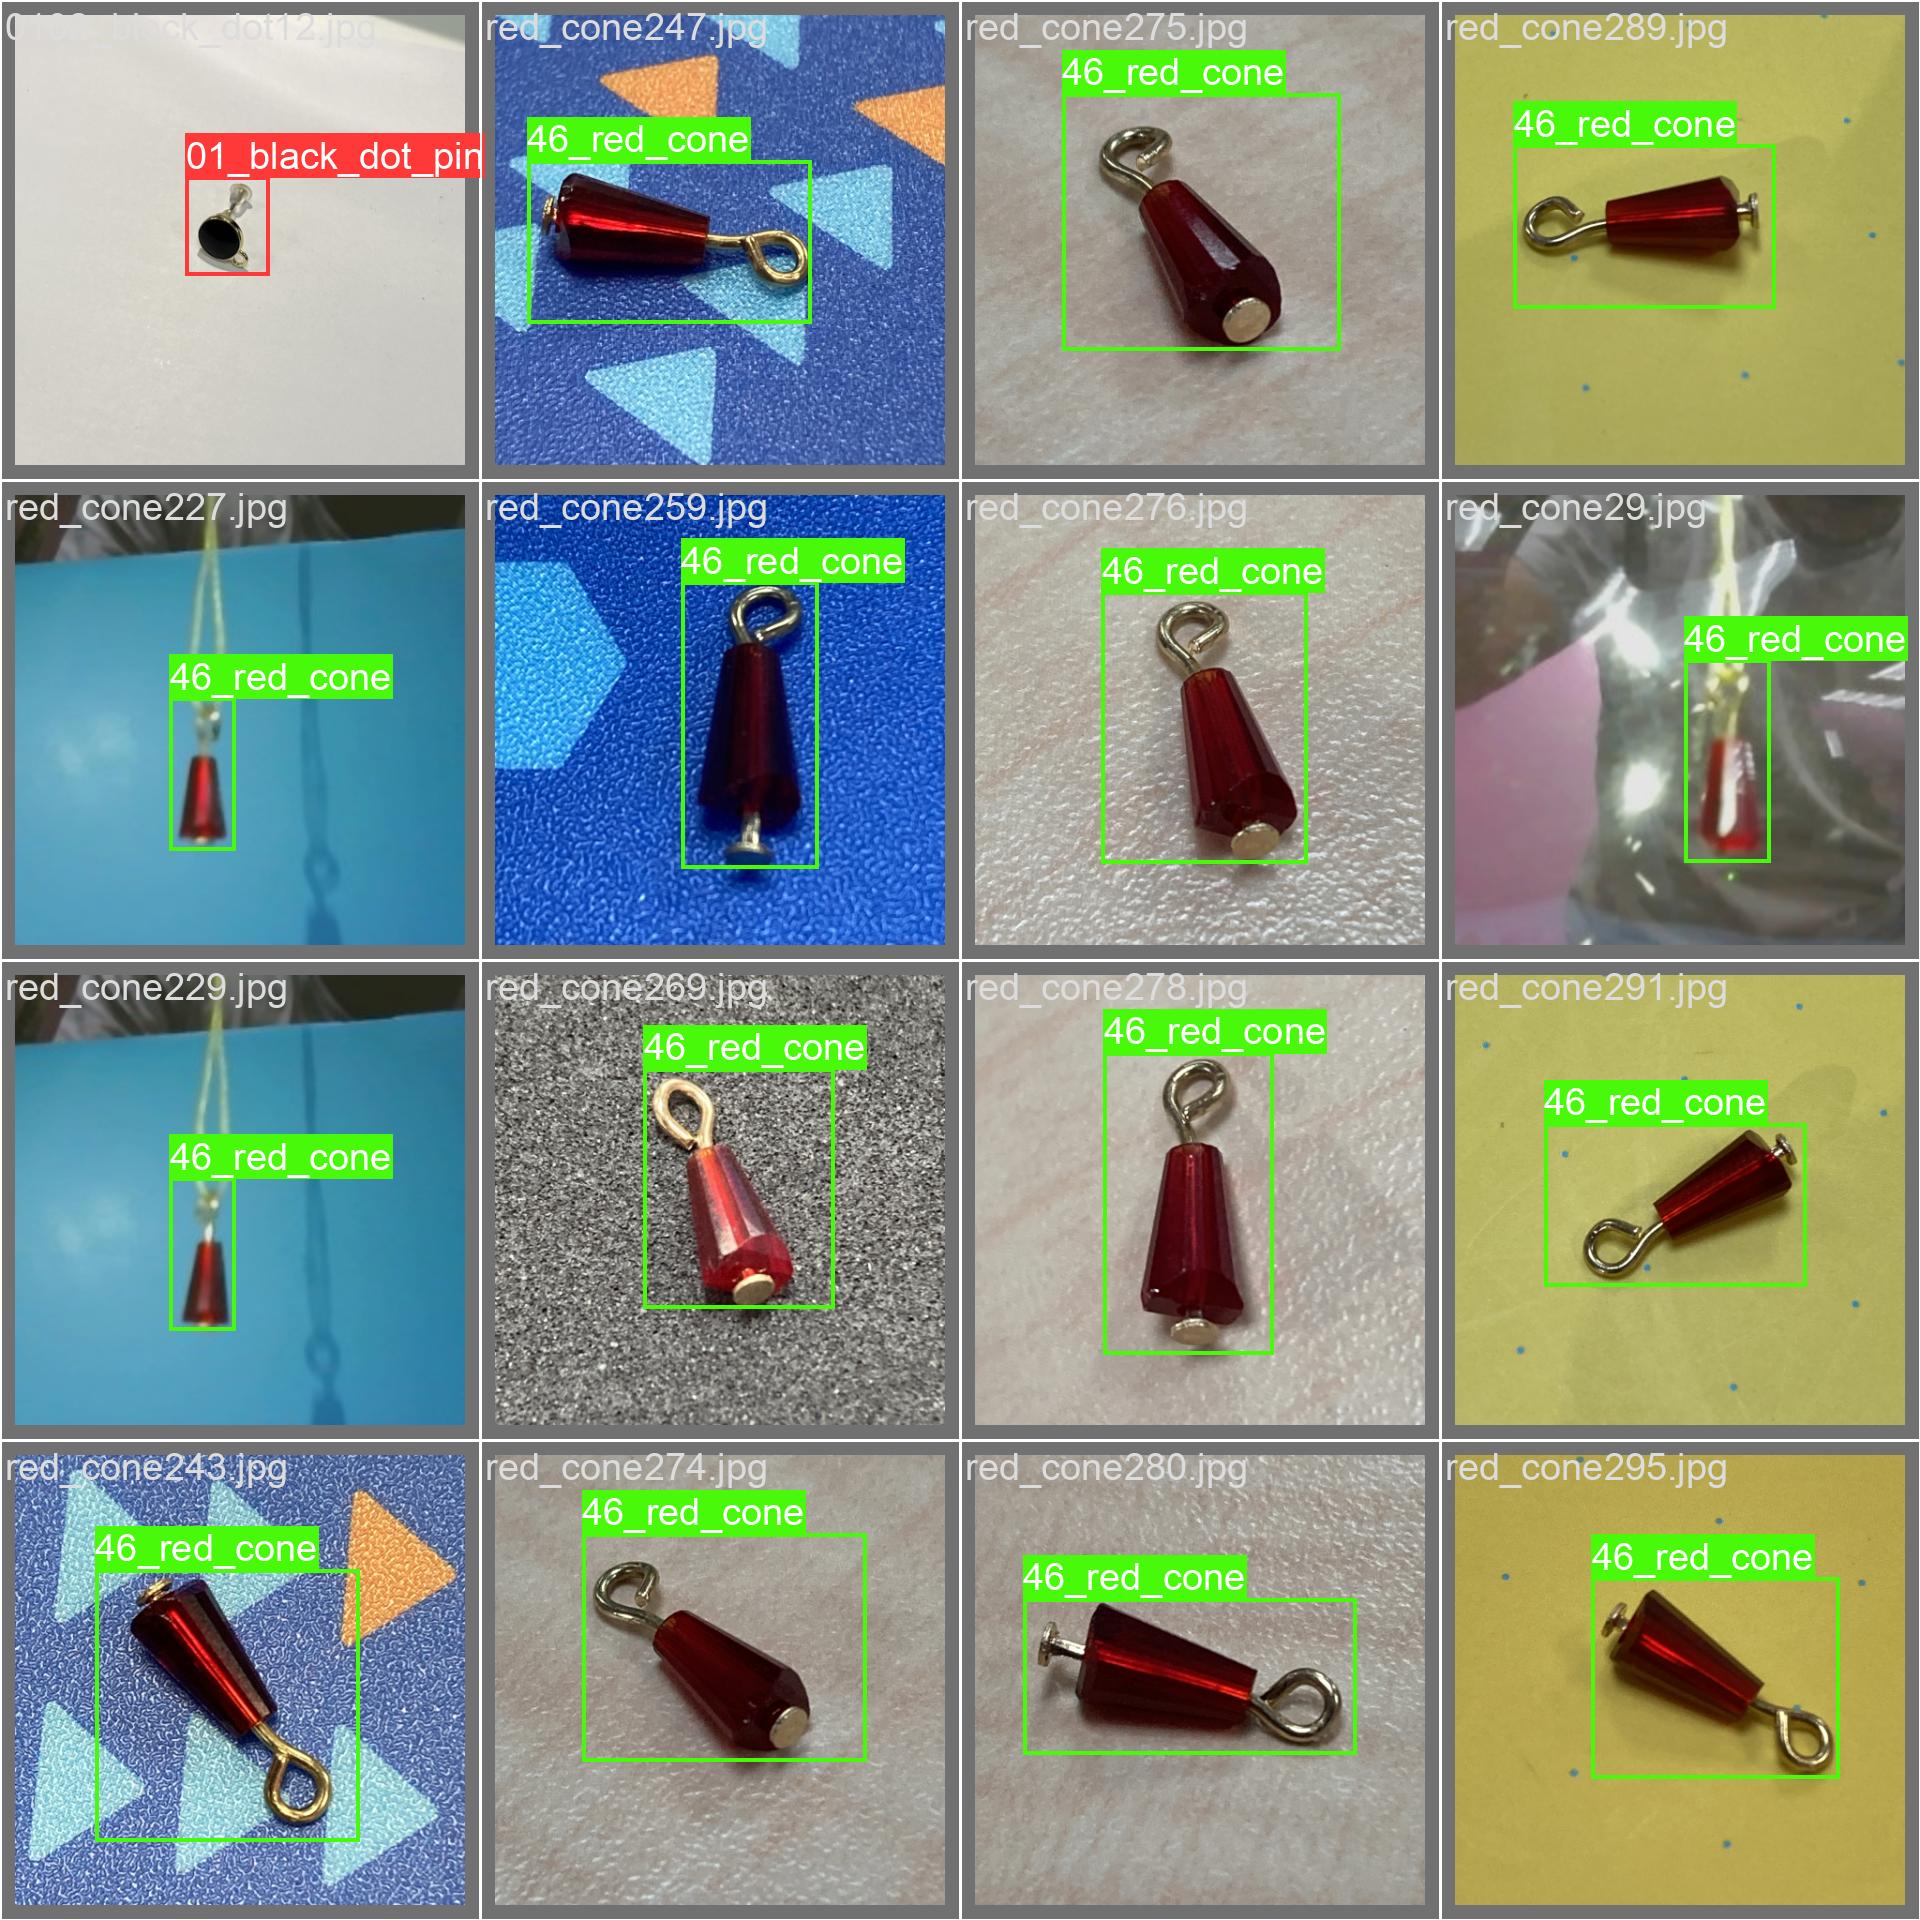 red_cone247.jpg
red_cone275.jpg
red_cone289.jpg
01_black_dot_pin
46_red_cone
46_red_cone
46_red_cone
red_cone227.jpg
red_cone259.jpg
red_cone276.jpg
red_cone29.jpg
46_red_cone
46_red_cone
46_red_cone
46_red_cone
red_cone229.jpg
red_cone269.jpg
red_cone278.jpg
red_cone291.jpg
46_red_cone
46_red_cone
46_red_cone
46_red_cone
red_cone243.jpg
red_cone274.jpg
red_cone280.jpg
red_cone295.jpg
46_red_cone
46_red_cone
46_red_cone
46_red_cone